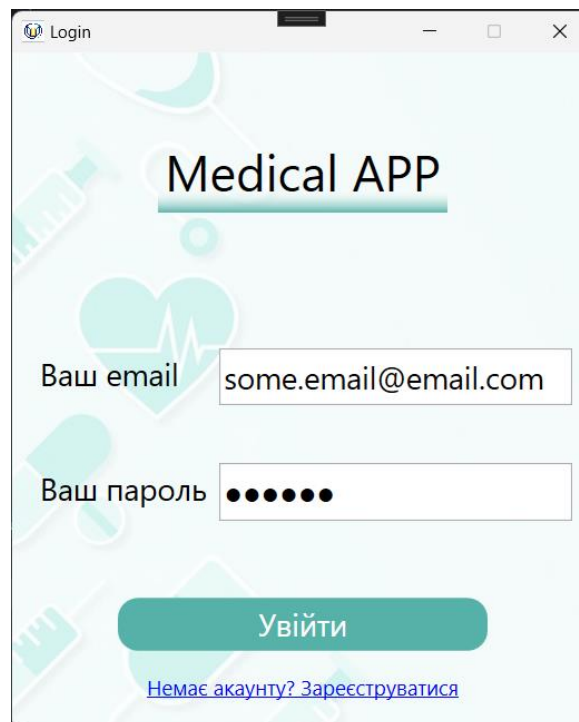 Login
Medical APP
Ваш email
some.email@email.com
Ваш пароль
●●●●●●
Увійти
Немає акаунту? Зареєструватися